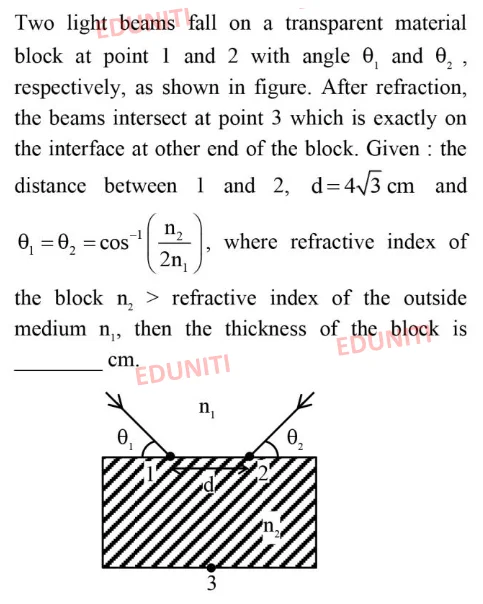 Two light beams fall on a transparent material
block at point 1 and 2 with angle θ₁ and θ₂ ,
respectively, as shown in figure. After refraction,
the beams intersect at point 3 which is exactly on
the interface at other end of the block. Given : the
distance between 1 and 2, d = 4√3 cm and
θ₁ = θ₂ = cos⁻¹(n₂/2n₁), where refractive index of
the block n₂ > refractive index of the outside
medium n₁, then the thickness of the block is
________ cm.
EDUNITI
EDUNITI
EDUNITI
n₁
θ₁ θ₂
1 d 2
n₂
3